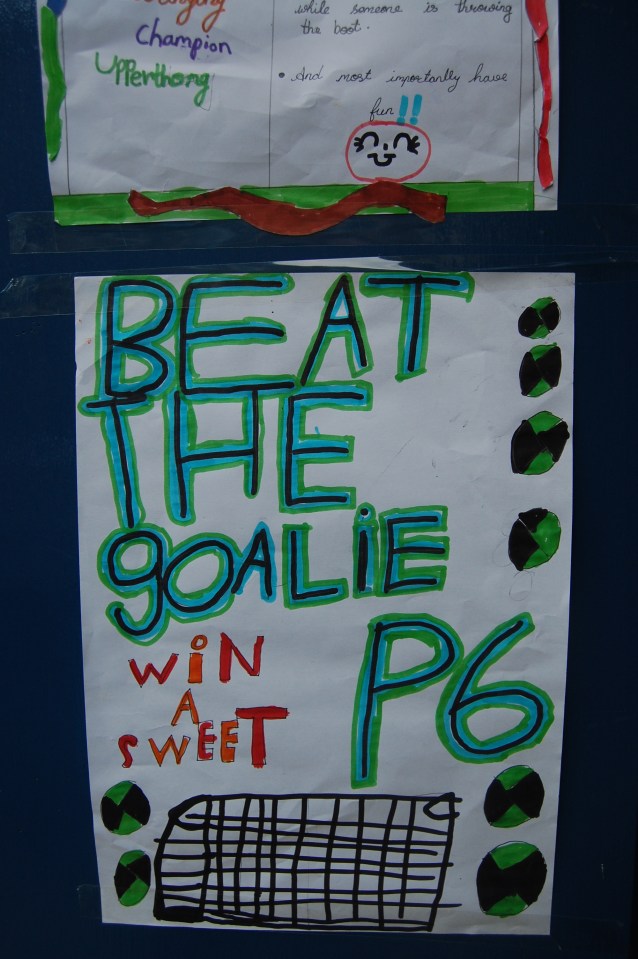 Champion
Upperthong
while someone is throwing
the boot.
• And most importantly have
fun!!
BEAT
THE
gOALiE
P6
WiN
A
SWEET